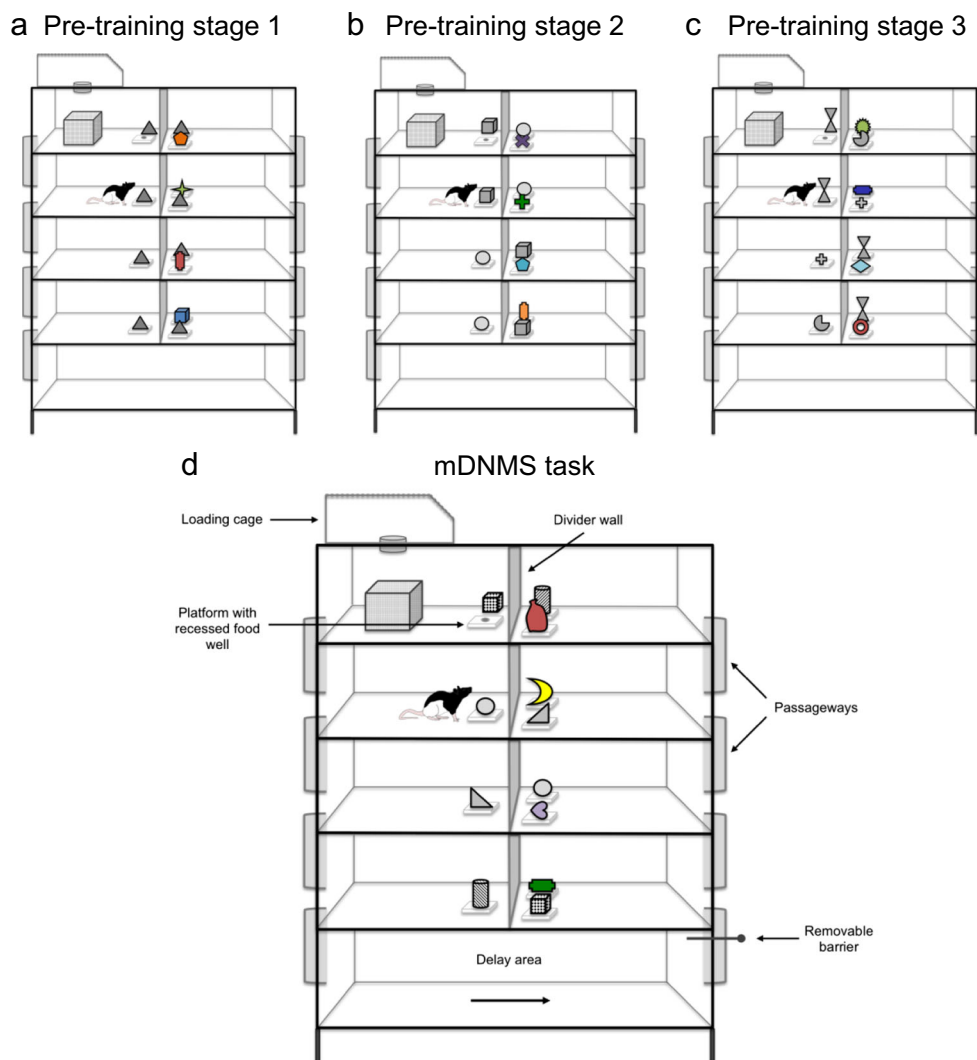 a Pre-training stage 1
b Pre-training stage 2
c Pre-training stage 3
d mDNMS task
Loading cage
Divider wall
Platform with
recessed food
well
Passageways
Removable
barrier
Delay area